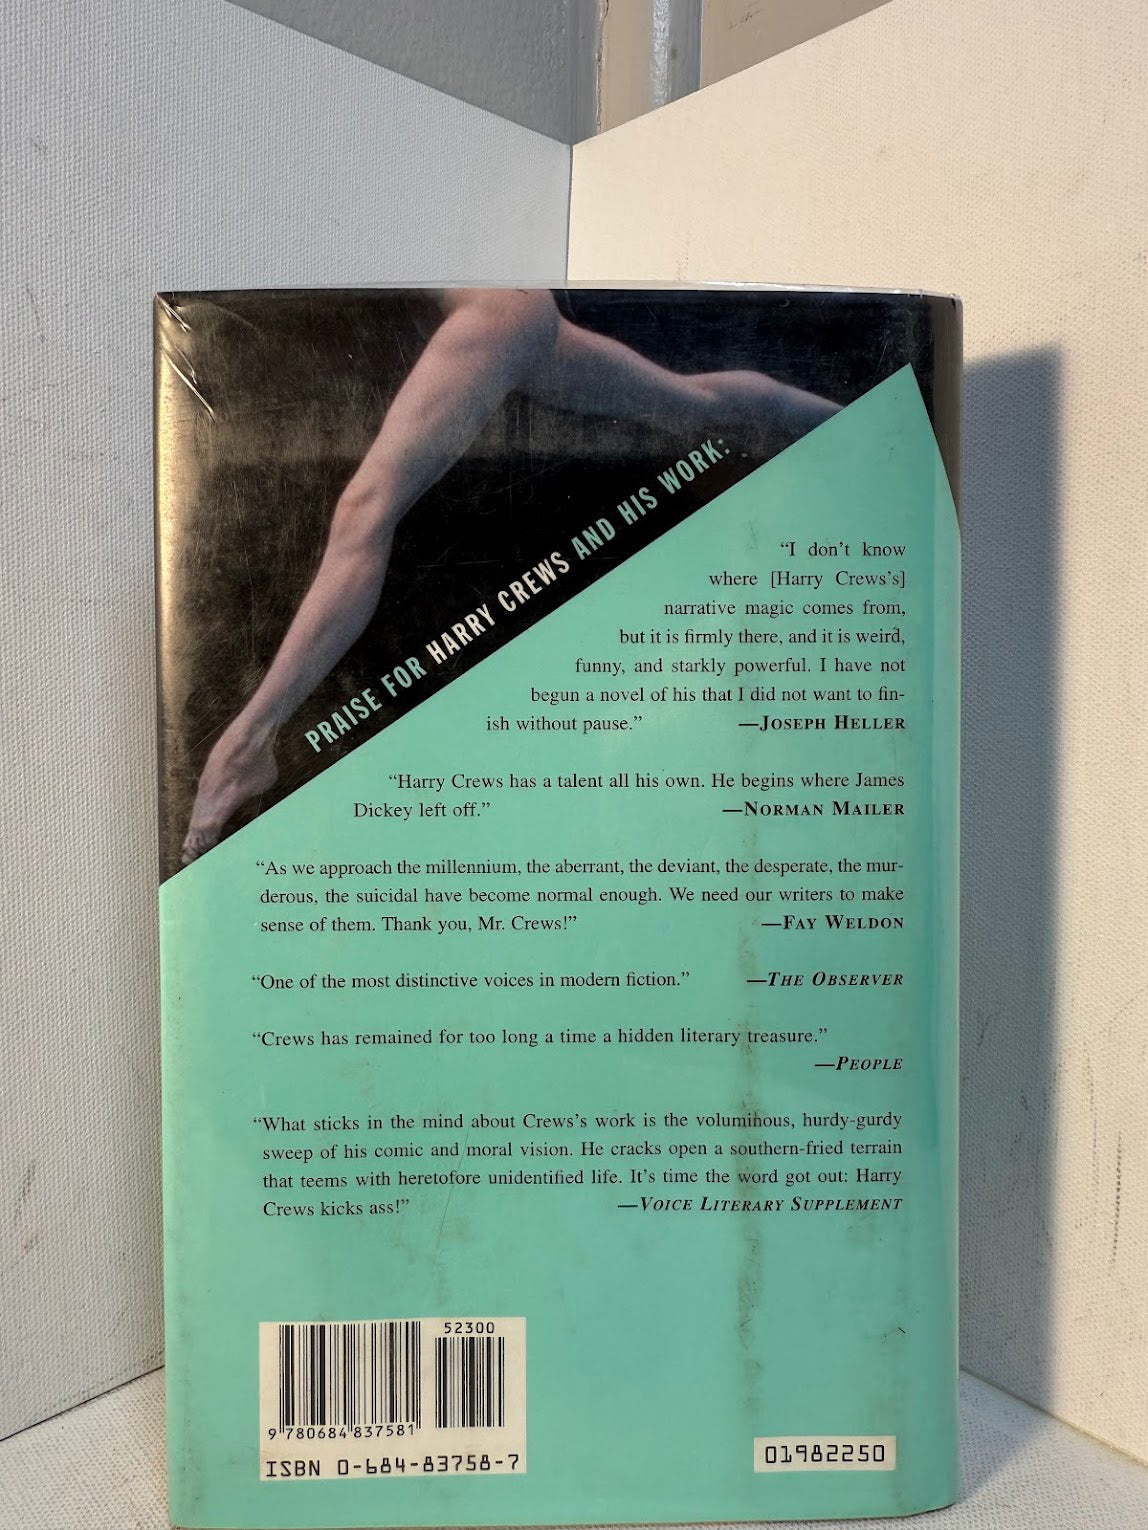 PRAISE FOR HARRY CREWS AND HIS WORK:
“I don’t know
where [Harry Crews’s]
narrative magic comes from,
but it is firmly there, and it is weird,
funny, and starkly powerful. I have not
begun a novel of his that I did not want to fin-
ish without pause.” —JOSEPH HELLER
“Harry Crews has a talent all his own. He begins where James
Dickey left off.” —NORMAN MAILER
“As we approach the millennium, the aberrant, the deviant, the desperate, the mur-
derous, the suicidal have become normal enough. We need our writers to make
sense of them. Thank you, Mr. Crews!” —FAY WELDON
“One of the most distinctive voices in modern fiction.” —THE OBSERVER
“Crews has remained for too long a time a hidden literary treasure.”
—PEOPLE
“What sticks in the mind about Crews’s work is the voluminous, hurdy-gurdy
sweep of his comic and moral vision. He cracks open a southern-fried terrain
that teems with heretofore unidentified life. It’s time the word got out: Harry
Crews kicks ass!” —VOICE LITERARY SUPPLEMENT
52300
9 780684 837581
ISBN 0-684-83758-7
01982250